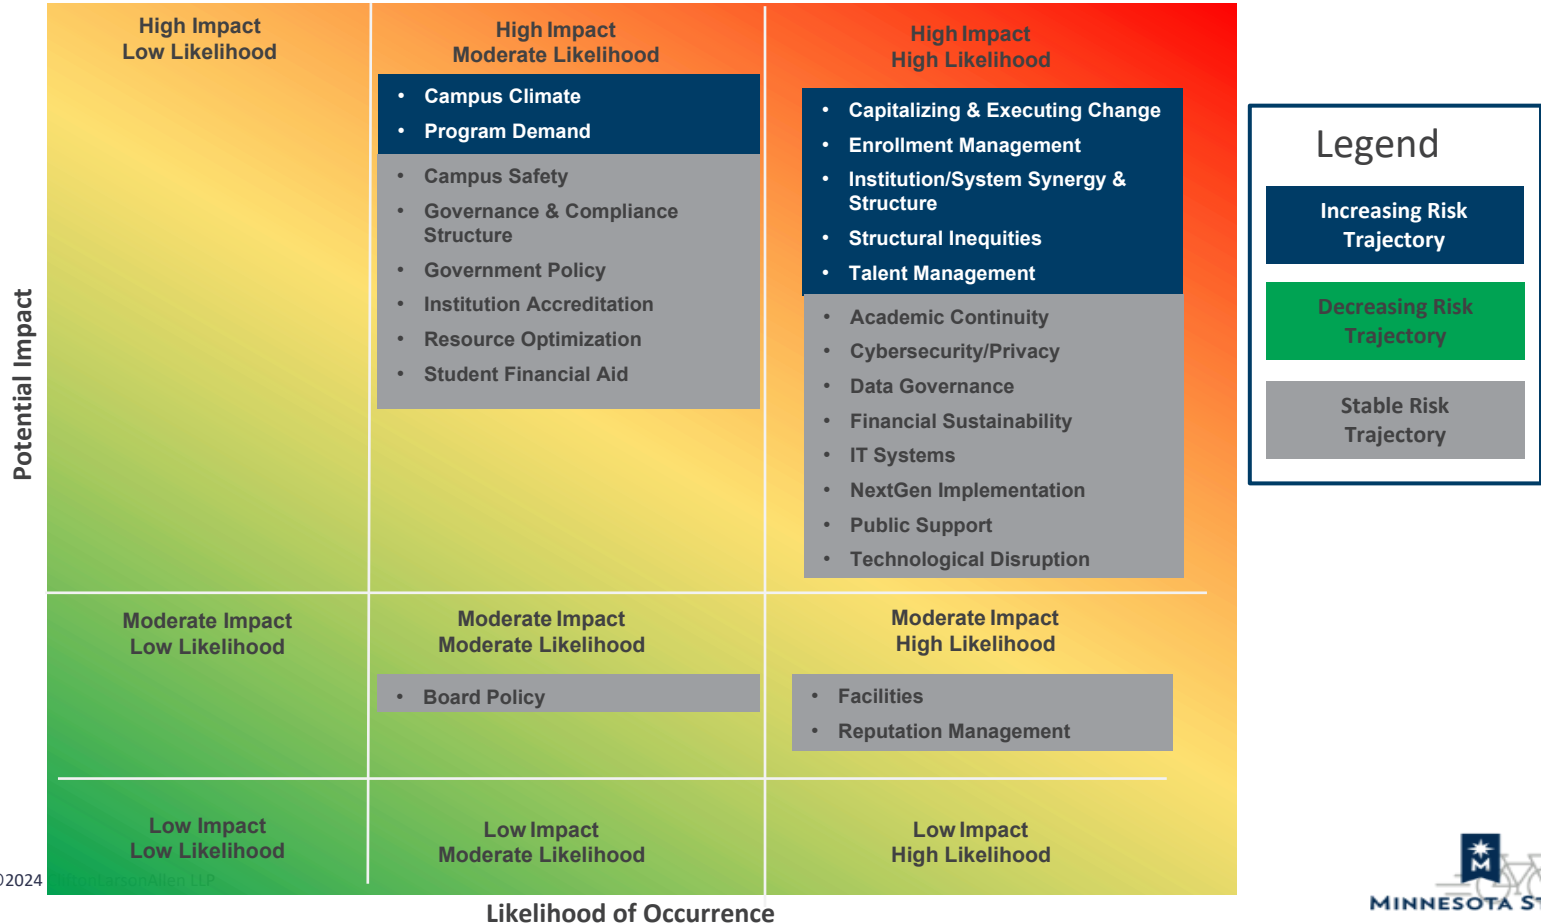 High Impact
Low Likelihood
High Impact
Moderate Likelihood
High Impact
High Likelihood
• Campus Climate
• Program Demand
• Campus Safety
• Governance & Compliance
Structure
• Government Policy
• Institution Accreditation
• Resource Optimization
• Student Financial Aid
• Capitalizing & Executing Change
• Enrollment Management
• Institution/System Synergy &
Structure
• Structural Inequities
• Talent Management
• Academic Continuity
• Cybersecurity/Privacy
• Data Governance
• Financial Sustainability
• IT Systems
• NextGen Implementation
• Public Support
• Technological Disruption
Legend
Increasing Risk
Trajectory
Decreasing Risk
Trajectory
Stable Risk
Trajectory
Potential Impact
Moderate Impact
Low Likelihood
Moderate Impact
Moderate Likelihood
Moderate Impact
High Likelihood
• Board Policy
• Facilities
• Reputation Management
Low Impact
Low Likelihood
Low Impact
Moderate Likelihood
Low Impact
High Likelihood
©2024 CliftonLarsonAllen LLP
Likelihood of Occurrence
M
MINNESOTA